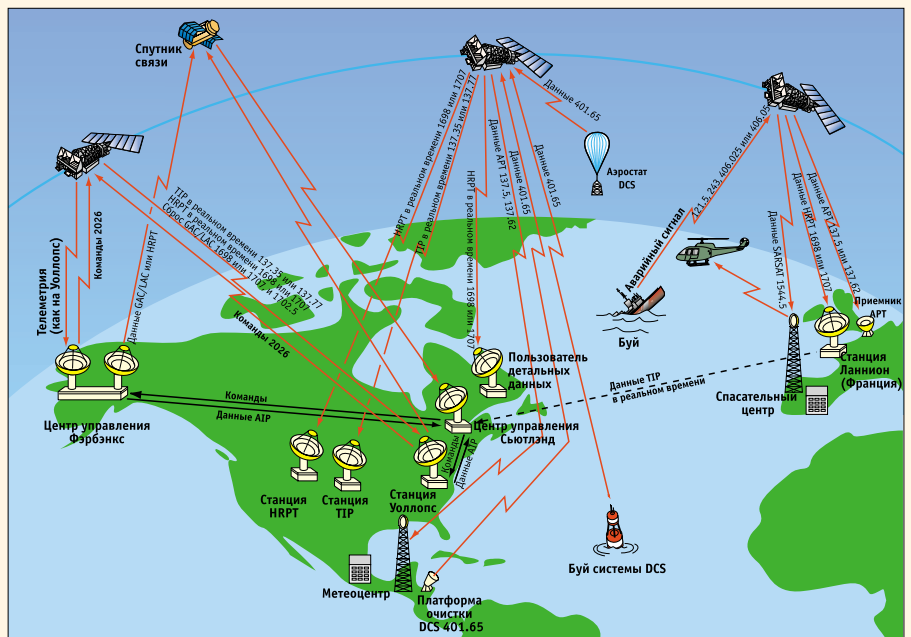 Спутник
связи
Данные 401.65
Аэростат
DCS
HRPT в реальном времени 1698 или 1707
TIP в реальном времени 137.35 или 137.77
HRPT в реальном времени 1698 или 1707
Данные APT 137.5, 137.62
Данные 401.65
Данные 401.65
121.5, 243, 406.025 или 406.05
Аварийный сигнал
Данные SARSAT 1544.5
Данные HRPT 1698 или 1707
Данные APT 137.5 или 137.62
Телеметрия
(как на Уоллопс)
Команды 2026
Данные GAC/LAC или HRPT
TIP в реальном времени 137.35 или 137.77
HRPT в реальном времени 1698 или 1707
Сброс GAC/LAC 1698 или 1707 и 1702.5
Команды 2026
Буй
Приемник
APT
Станция
Ланнион
(Франция)
Спасательный
центр
Пользователь
детальных
данных
Данные TIP
в реальном времени
Команды
Данные AIP
Центр управления
Фэрбэнкс
Центр управления
Сьютлэнд
Команды
Данные AIP
Станция
HRPT
Станция
TIP
Станция
Уоллопс
Буй системы DCS
Метеоцентр
Платформа
очистки
DCS 401.65